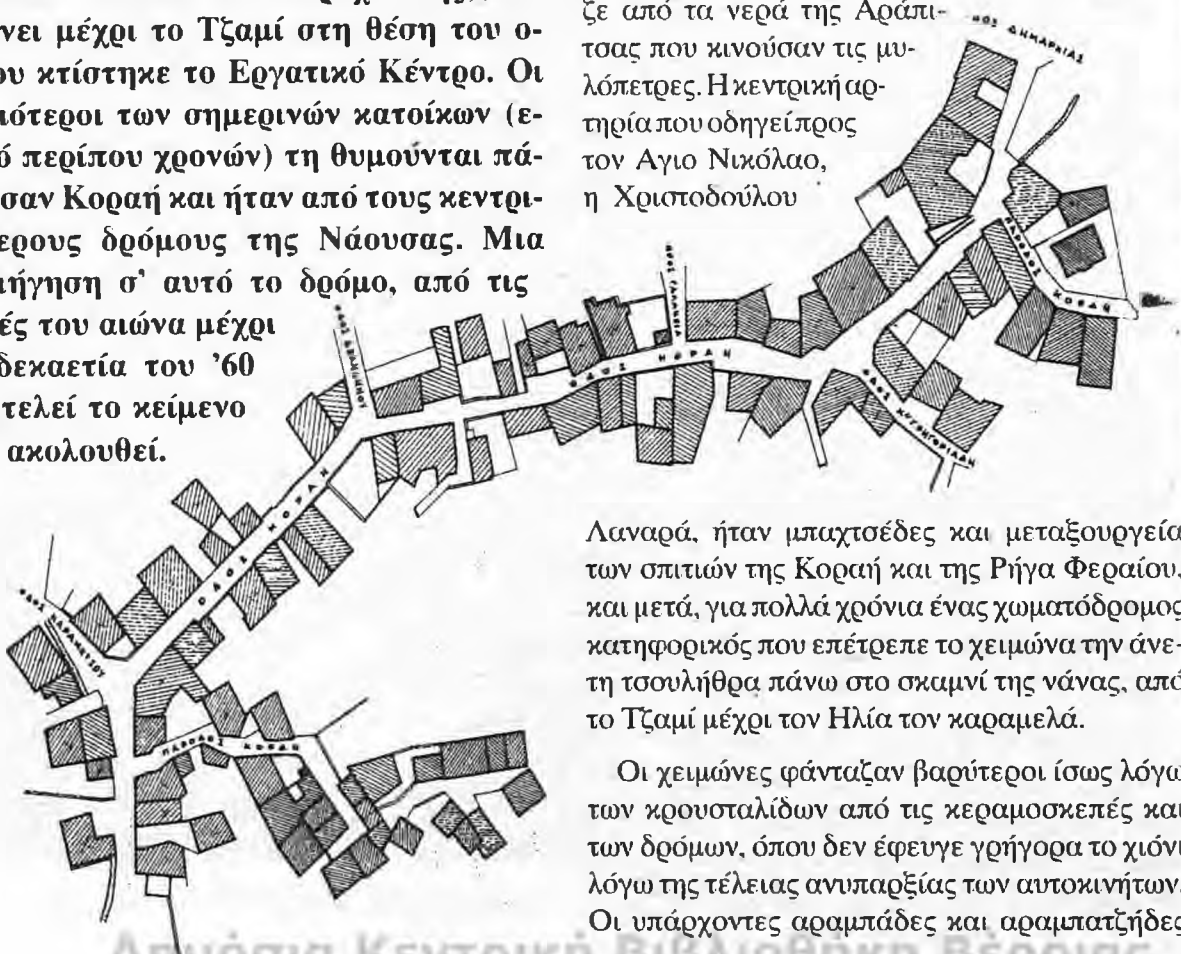 νει μέχρι το Τζαμί στη θέση του ο-
ου κτίστηκε το Εργατικό Κέντρο. Οι
ιότεροι των σημερινών κατοίκων (ε-
ό περίπου χρονών) τη θυμούνται πά-
σαν Κοραή και ήταν από τους κεντρι-
ερους δρόμους της Νάουσας. Μια
ιήγηση σ' αυτό το δρόμο, από τις
ές του αιώνα μέχρι
δεκαετία του '60
τελεί το κείμενο
ακολουθεί.
ζε από τα νερά της Αράπι-
τσας που κινούσαν τις μυ-
λόπετρες. Η κεντρική αρ-
τηρία που οδηγεί προς
τον Αγιο Νικόλαο,
η Χριστοδούλου
Λαναρά, ήταν μπαχτσέδες και μεταξουργεία
των σπιτιών της Κοραή και της Ρήγα Φεραίου,
και μετά, για πολλά χρόνια ένας χωματόδρομος
κατηφορικός που επέτρεπε το χειμώνα την άνε-
τη τσουλήθρα πάνω στο σκαμνί της νάνας, από
το Τζαμί μέχρι τον Ηλία τον καραμελά.
Οι χειμώνες φάνταζαν βαρύτεροι ίσως λόγω
των κρουσταλίδων από τις κεραμοσκεπές και
των δρόμων, όπου δεν έφευγε γρήγορα το χιόνι
λόγω της τέλειας ανυπαρξίας των αυτοκινήτων.
Οι υπάρχοντες αραμπάδες και αραμπατζήδες
ΟΔΟΣ ΔΗΜΑΡΧΙΑΣ
ΠΑΡΟΔΟΣ ΚΟΡΑΗ
ΟΔΟΣ ΚΟΡΑΗ
ΟΔΟΣ ΚΟΡΑΗ
ΠΑΡΟΔΟΣ ΚΟΡΑΗ
Δημόσια Κεντρική Βιβλιοθήκη Βέροιας